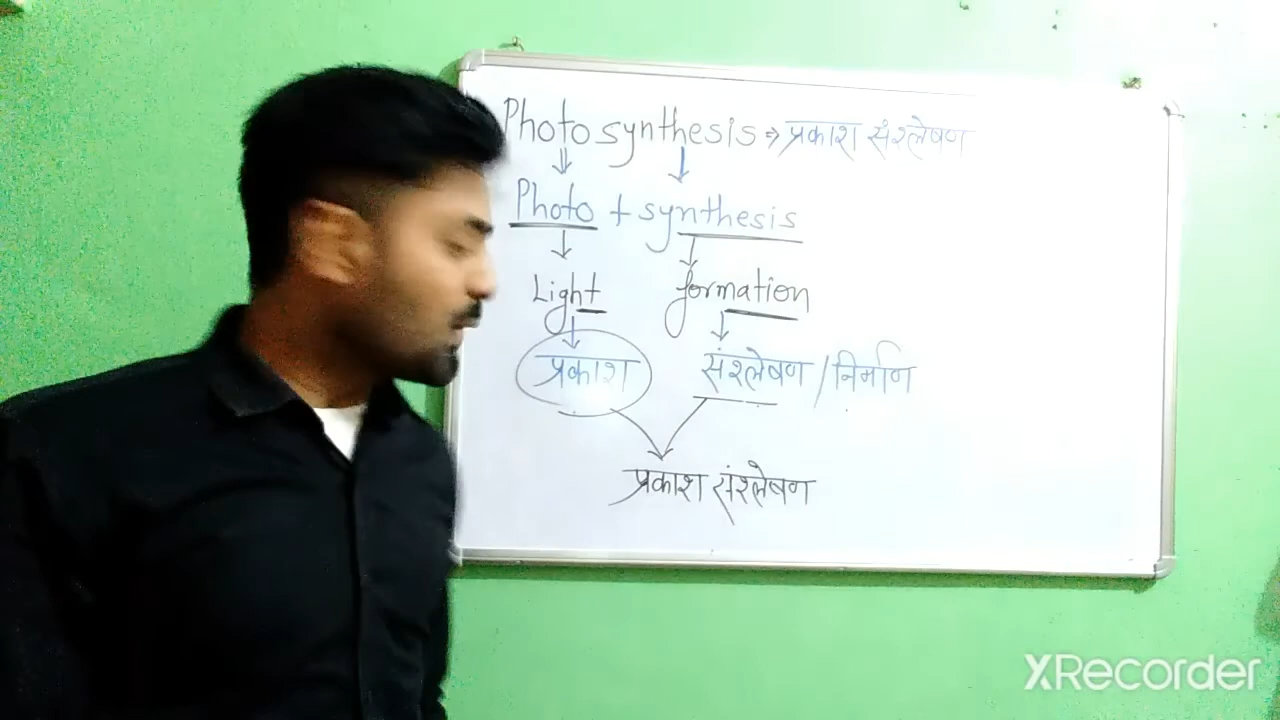 Photosynthesis ⇒ प्रकाश संश्लेषण
Photo + synthesis
Light formation
प्रकाश संश्लेषण / निर्माण
प्रकाश संश्लेषण
XRecorder